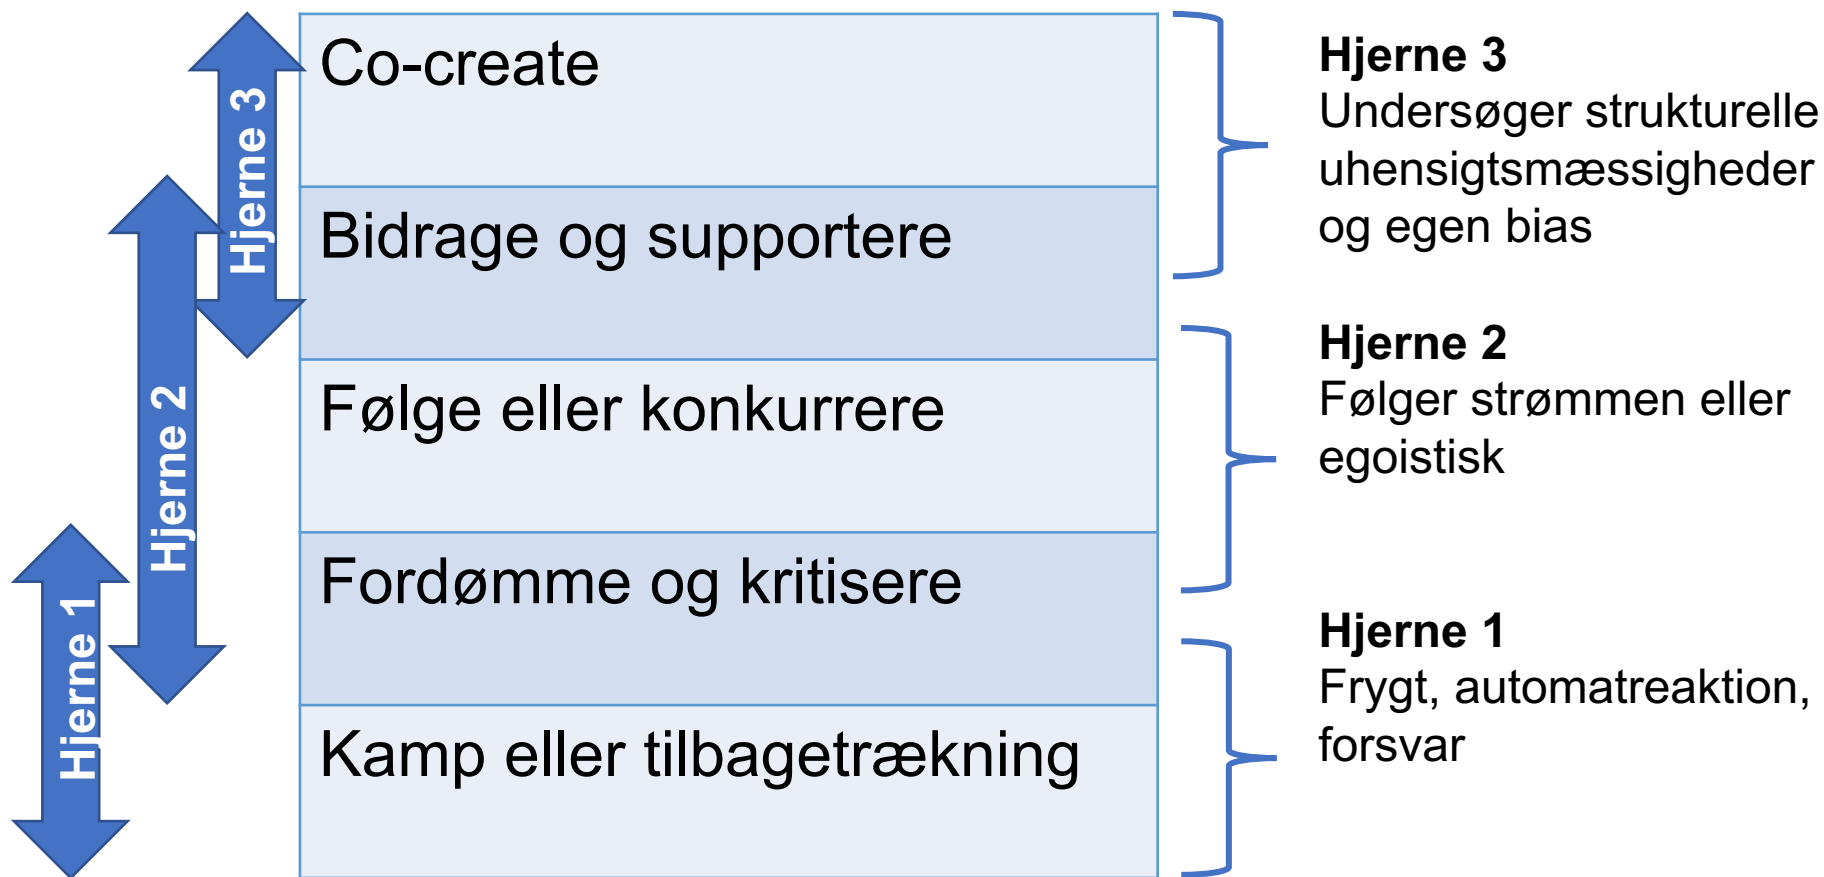 Hjerne 3
Hjerne 2
Hjerne 1
Co-create
Bidrage og supportere
Følge eller konkurrere
Fordømme og kritisere
Kamp eller tilbagetrækning
Hjerne 3
Undersøger strukturelle
uhensigtsmæssigheder
og egen bias
Hjerne 2
Følger strømmen eller
egoistisk
Hjerne 1
Frygt, automatreaktion,
forsvar